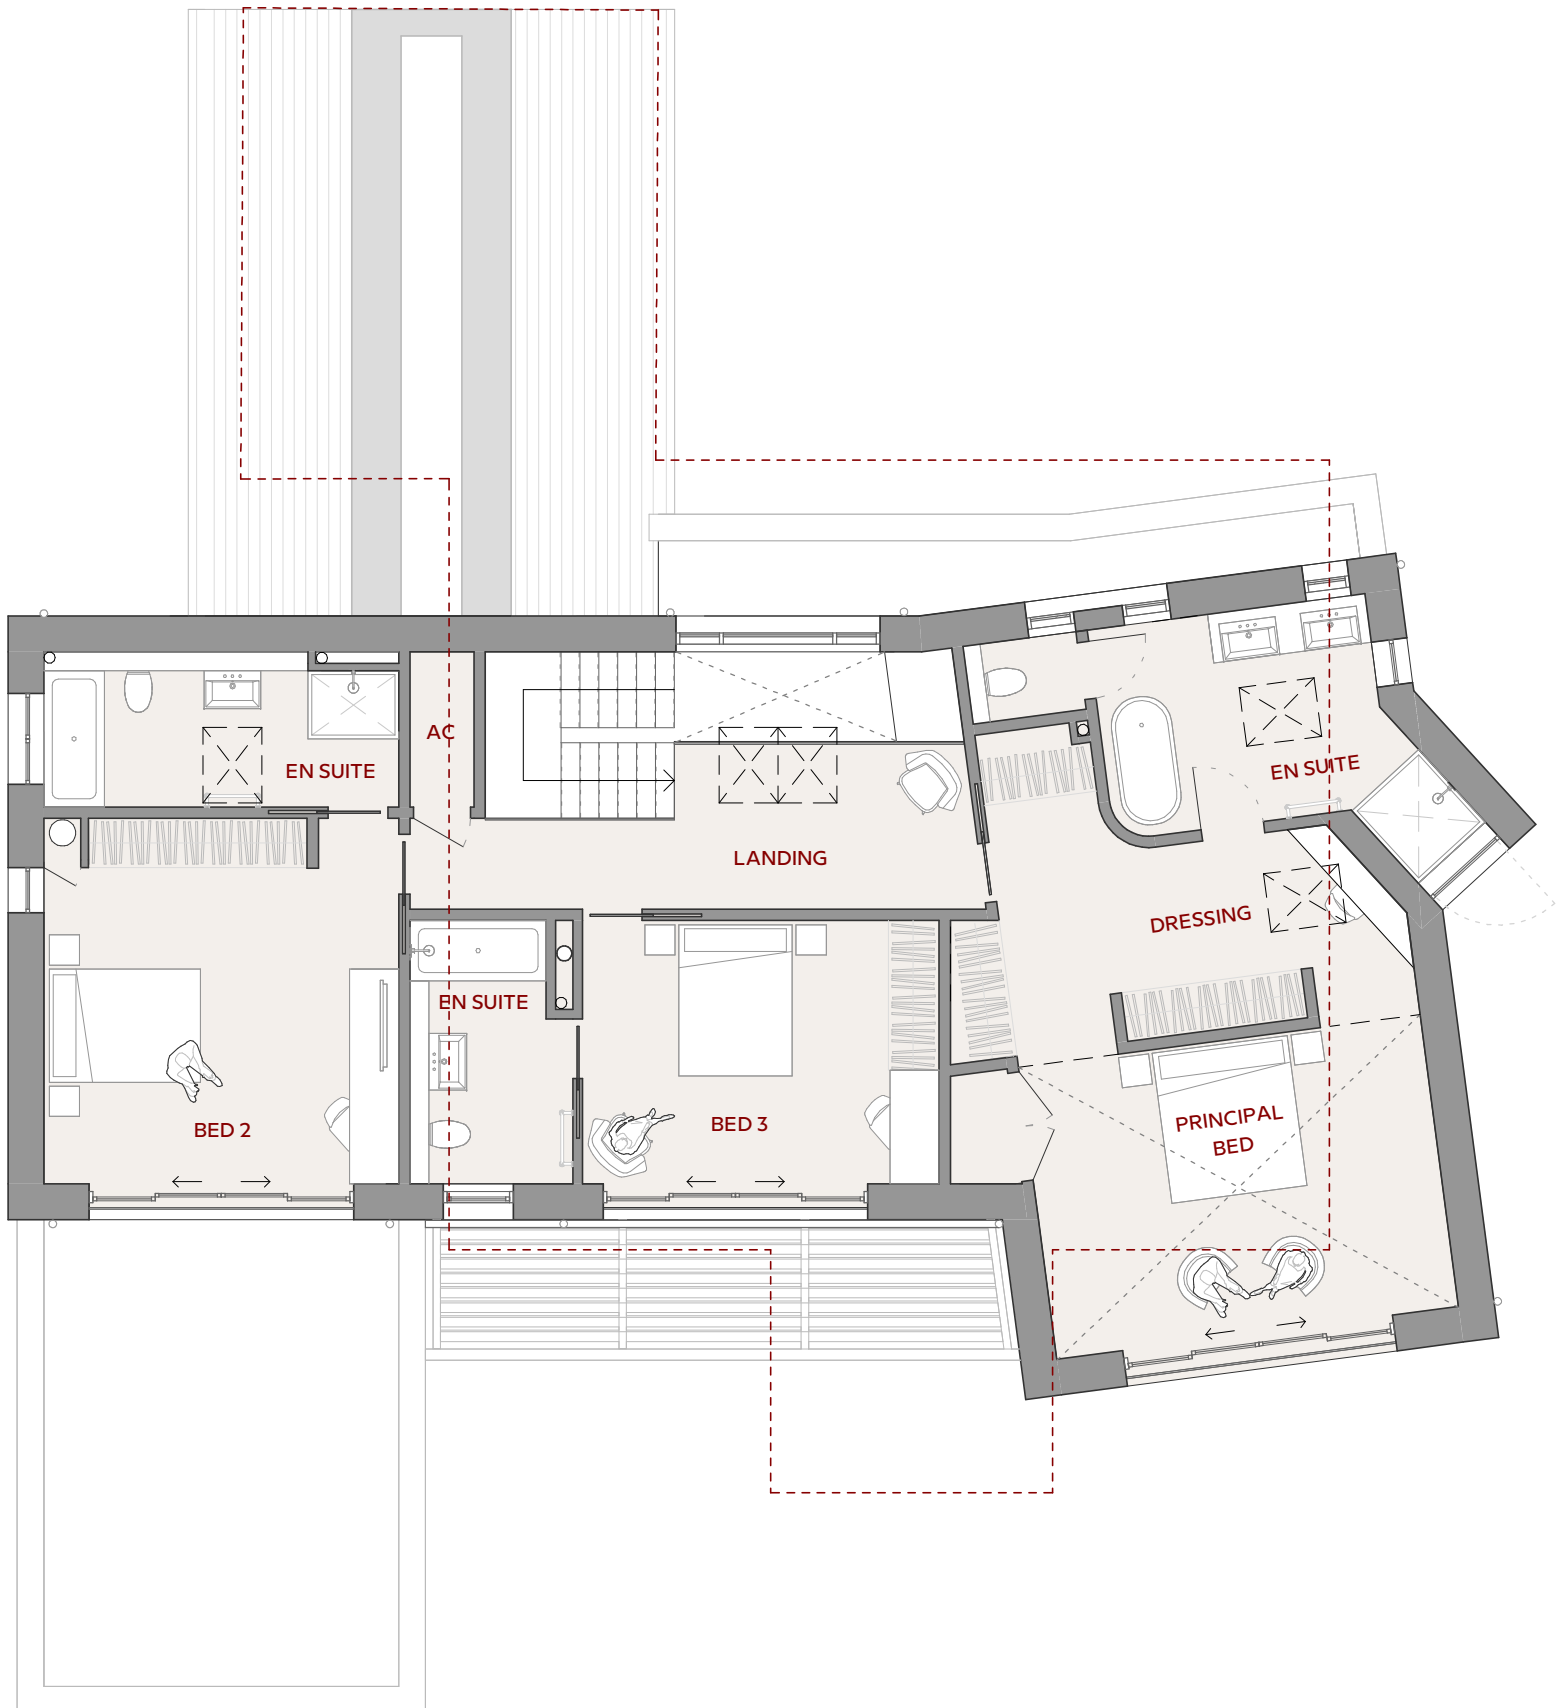 AC
EN SUITE
EN SUITE
LANDING
DRESSING
EN SUITE
PRINCIPAL
BED
BED 2
BED 3